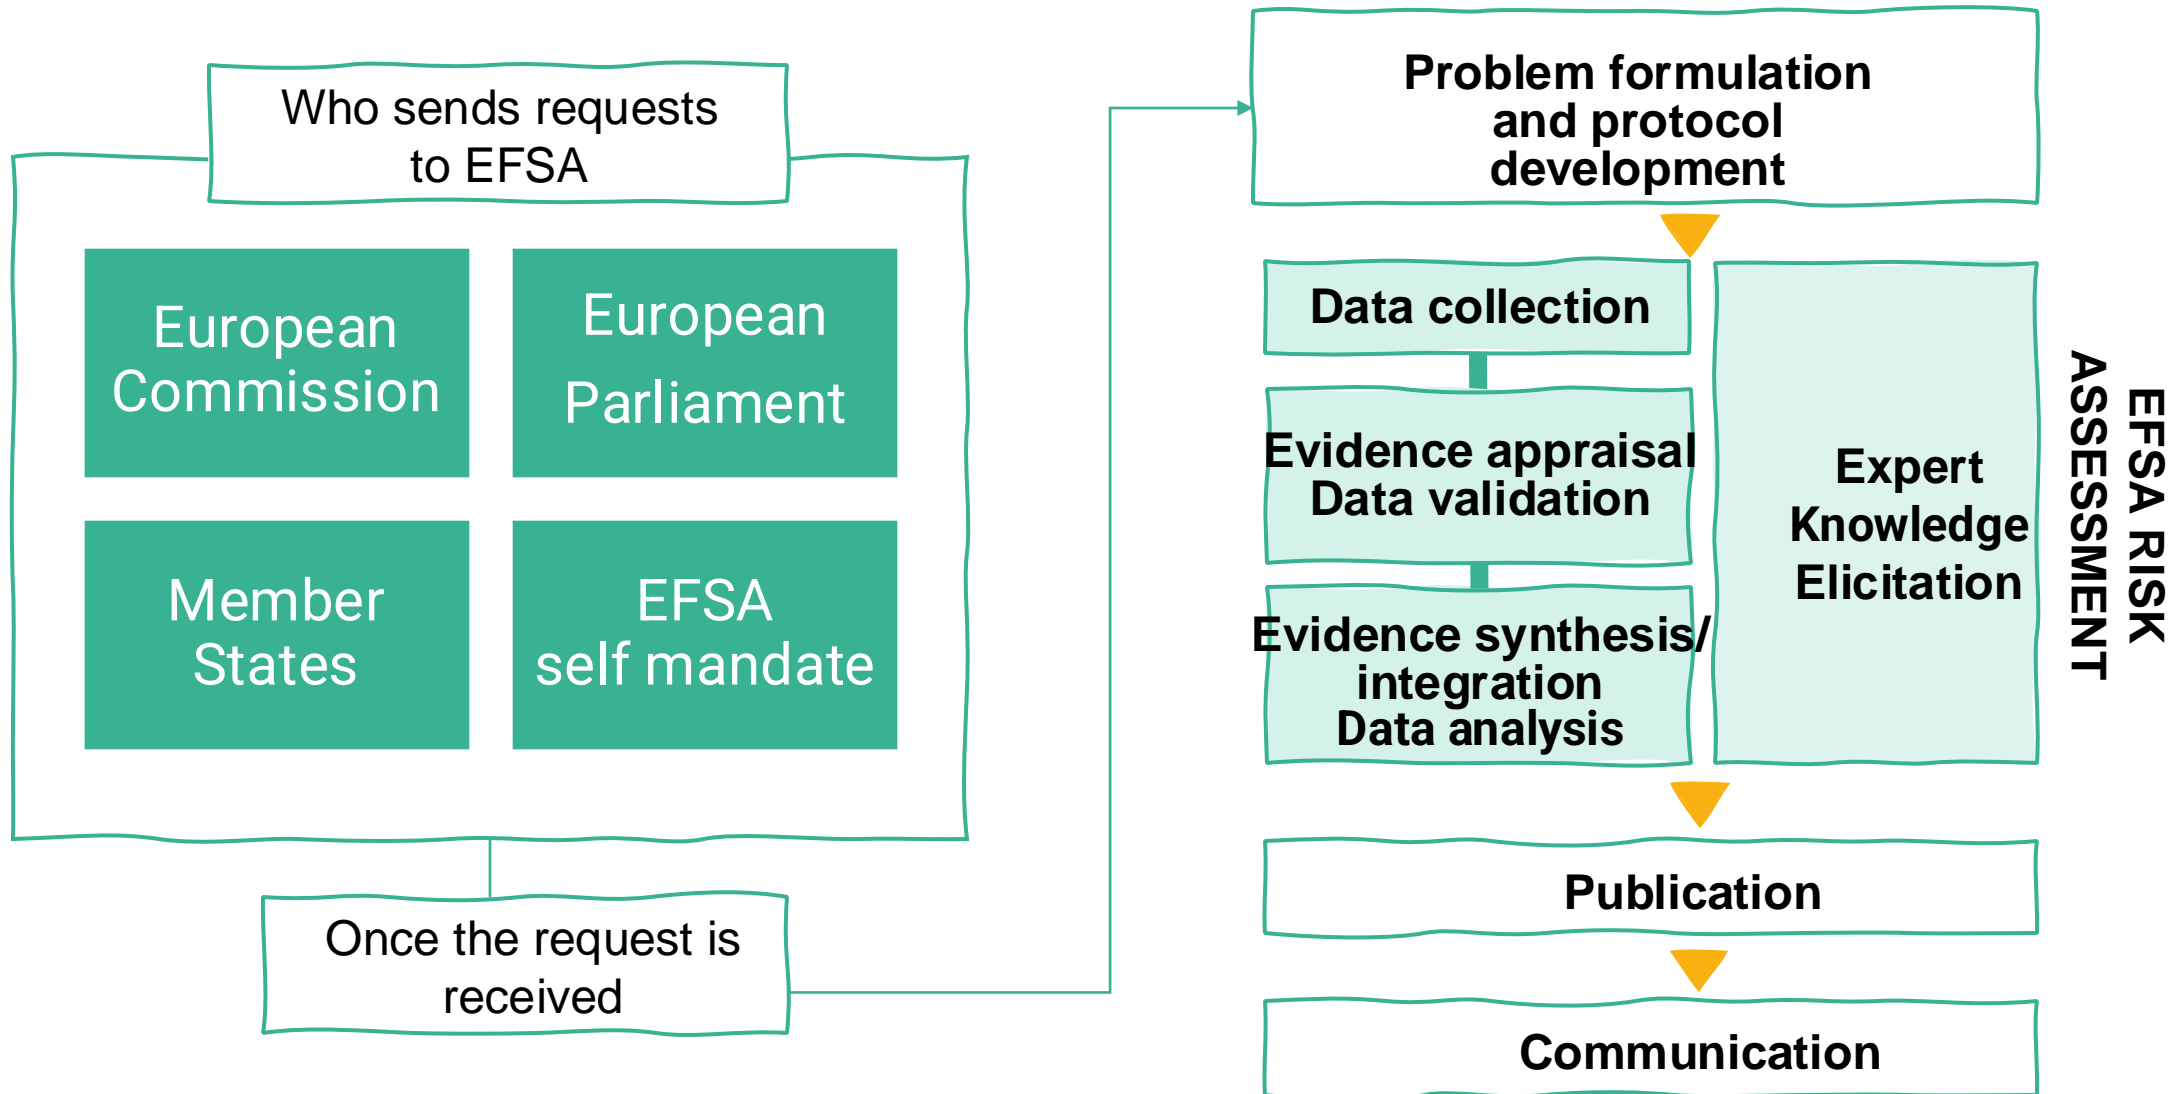 Who sends requests
to EFSA
European
Commission
European
Parliament
Member
States
EFSA
self mandate
Once the request is
received
Problem formulation
and protocol
development
Data collection
Evidence appraisal
Data validation
Evidence synthesis/
integration
Data analysis
Expert
Knowledge
Elicitation
EFSA RISK
ASSESSMENT
Publication
Communication